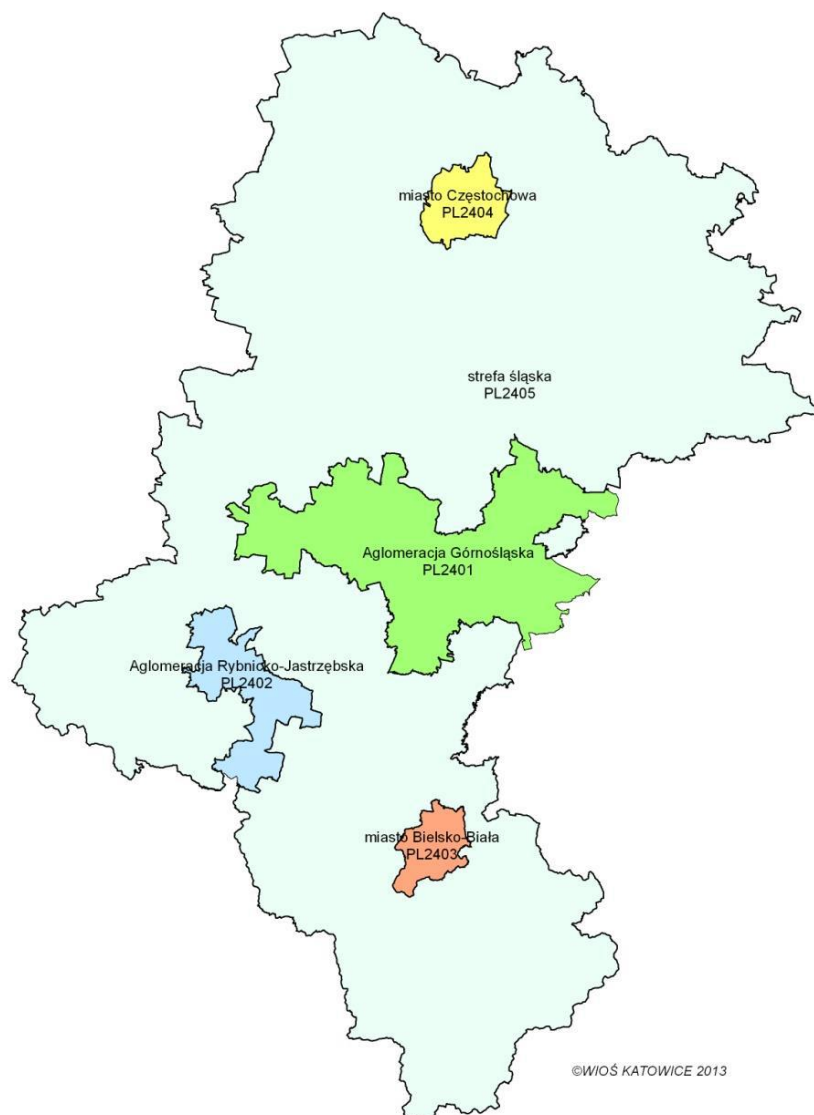 miasto Częstochowa
PL2404
strefa śląska
PL2405
Aglomeracja Górnośląska
PL2401
Aglomeracja Rybnicko-Jastrzębska
PL2402
miasto Bielsko-Biała
PL2403
©WIOŚ KATOWICE 2013